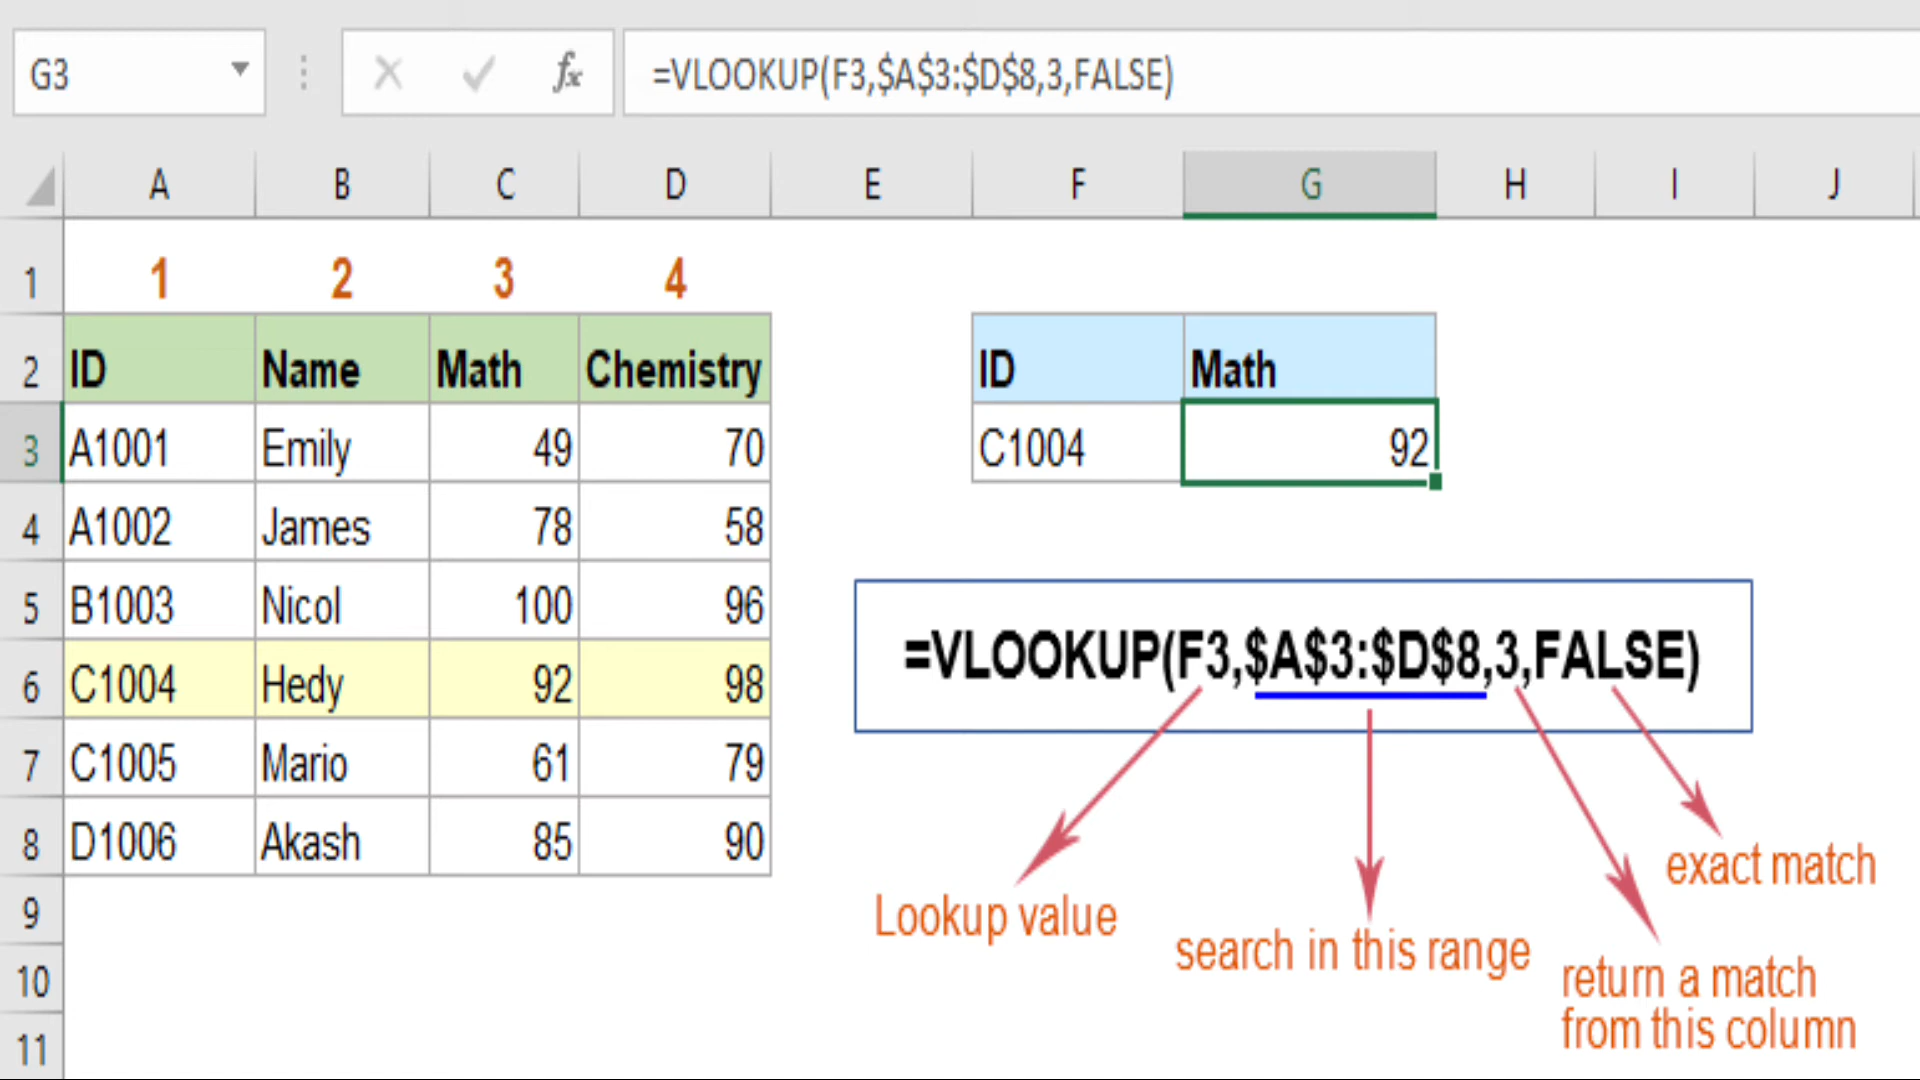 G3 fx =VLOOKUP(F3,$A$3:$D$8,3,FALSE)
A B C D E F G H I J
1 1 2 3 4
2 ID Name Math Chemistry ID Math
3 A1001 Emily 49 70 C1004 92
4 A1002 James 78 58
5 B1003 Nicol 100 96
6 C1004 Hedy 92 98
7 C1005 Mario 61 79
8 D1006 Akash 85 90
9
10
11
=VLOOKUP(F3,$A$3:$D$8,3,FALSE)
Lookup value
search in this range
return a match
from this column
exact match